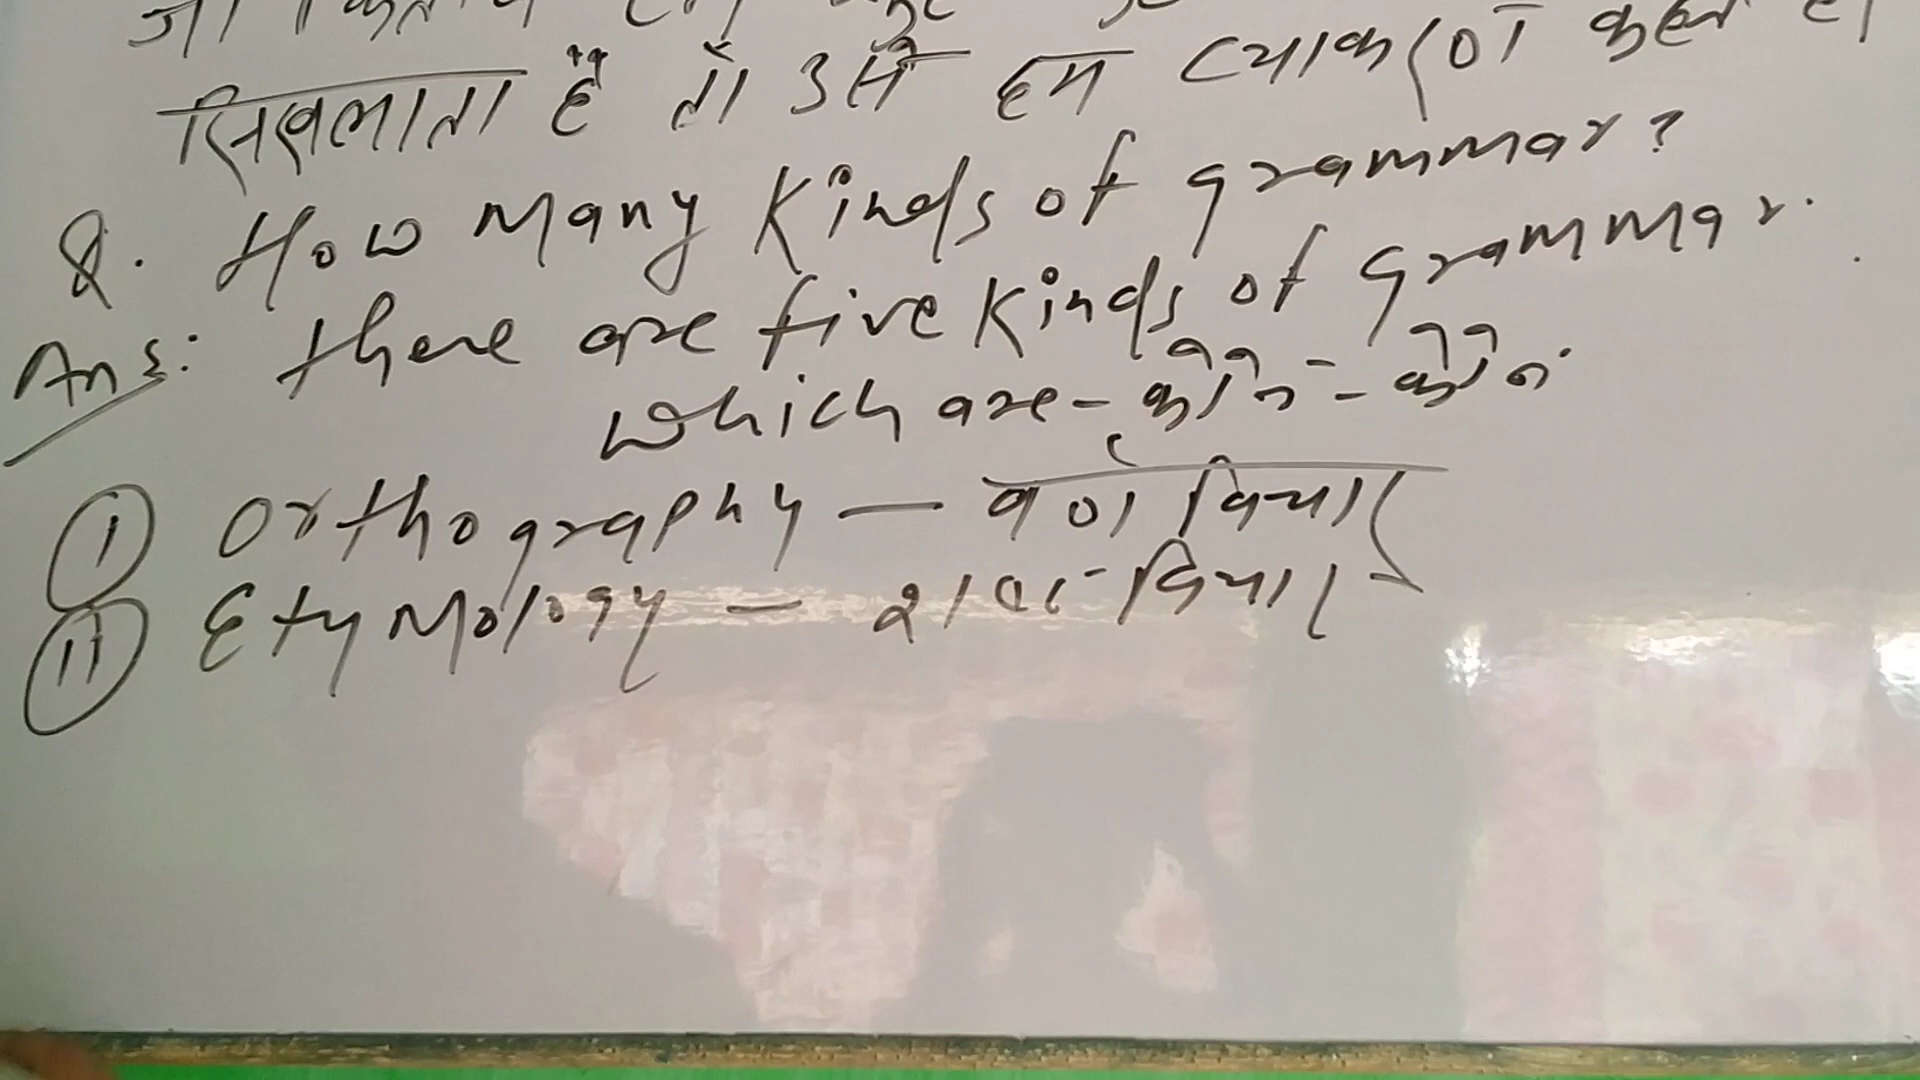 सिखलाता हैं तो उसे हम व्याकरण कहते है।
Q. How many kinds of grammar?
Ans: there are five kinds of grammar.
which are - कौन - कौन
(i) Orthography — वर्ण विचार
(ii) Etymology — शब्द विचार